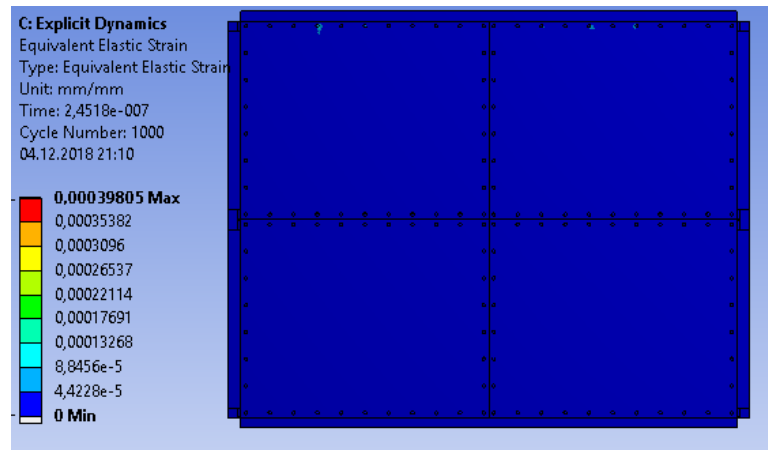 C: Explicit Dynamics
Equivalent Elastic Strain
Type: Equivalent Elastic Strain
Unit: mm/mm
Time: 2,4518e-007
Cycle Number: 1000
04.12.2018 21:10
0,00039805 Max
0,00035382
0,0003096
0,00026537
0,00022114
0,00017691
0,00013268
8,8456e-5
4,4228e-5
0 Min